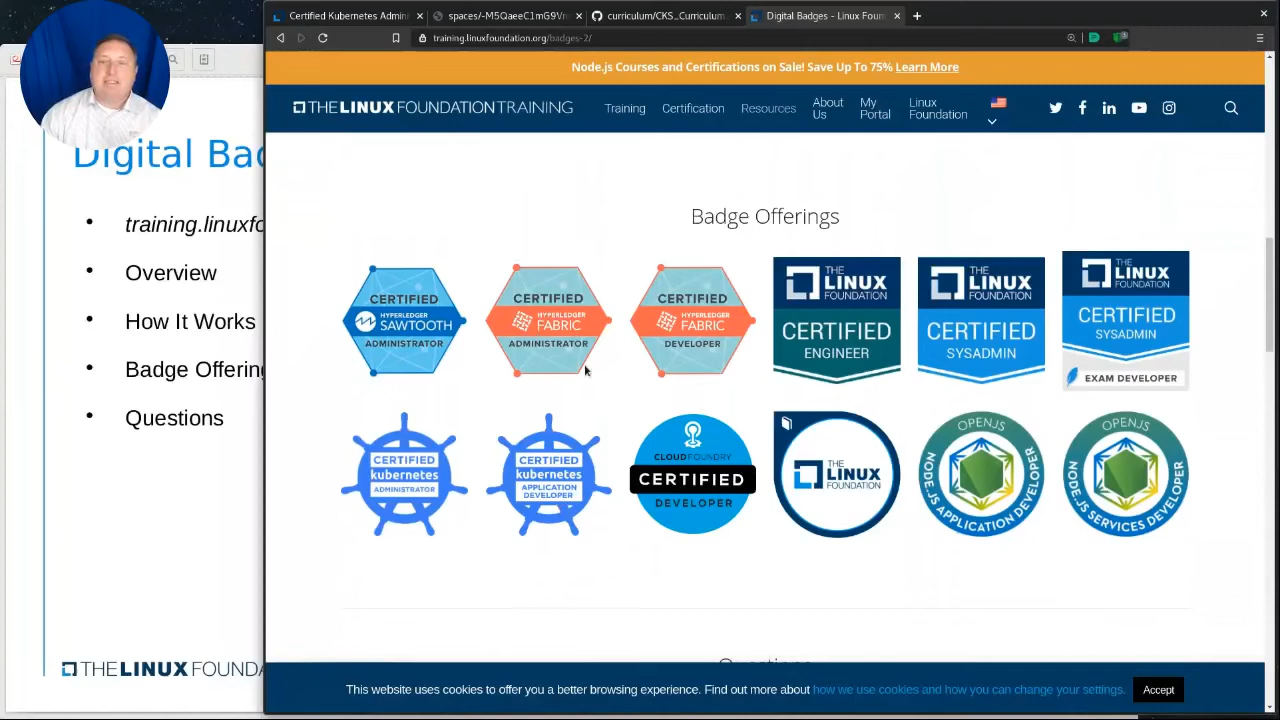 Certified Kubernetes Admin
spaces/-M5QaeeC1mG9Vn
curriculum/CKS_Curriculum
Digital Badges - Linux Foun
training.linuxfoundation.org/badges-2/
Node.js Courses and Certifications on Sale! Save Up To 75% Learn More
THE LINUX FOUNDATION TRAINING
Training
Certification
Resources
About Us
My Portal
Linux Foundation
Digital Bad
training.linuxfo
Overview
How It Works
Badge Offering
Questions
THE LINUX FOUNDA
Badge Offerings
CERTIFIED
HYPERLEDGER
SAWTOOTH
ADMINISTRATOR
CERTIFIED
HYPERLEDGER
FABRIC
ADMINISTRATOR
CERTIFIED
HYPERLEDGER
FABRIC
DEVELOPER
THE
LINUX
FOUNDATION
CERTIFIED
ENGINEER
THE
LINUX
FOUNDATION
CERTIFIED
SYSADMIN
THE
LINUX
FOUNDATION
CERTIFIED
SYSADMIN
EXAM DEVELOPER
CERTIFIED
kubernetes
ADMINISTRATOR
CERTIFIED
kubernetes
APPLICATION
DEVELOPER
CLOUDFOUNDRY
CERTIFIED
DEVELOPER
THE
LINUX
FOUNDATION
OPENJS
NODE.JS APPLICATION DEVELOPER
OPENJS
NODE.JS SERVICES DEVELOPER
This website uses cookies to offer you a better browsing experience. Find out more about how we use cookies and how you can change your settings.
Accept